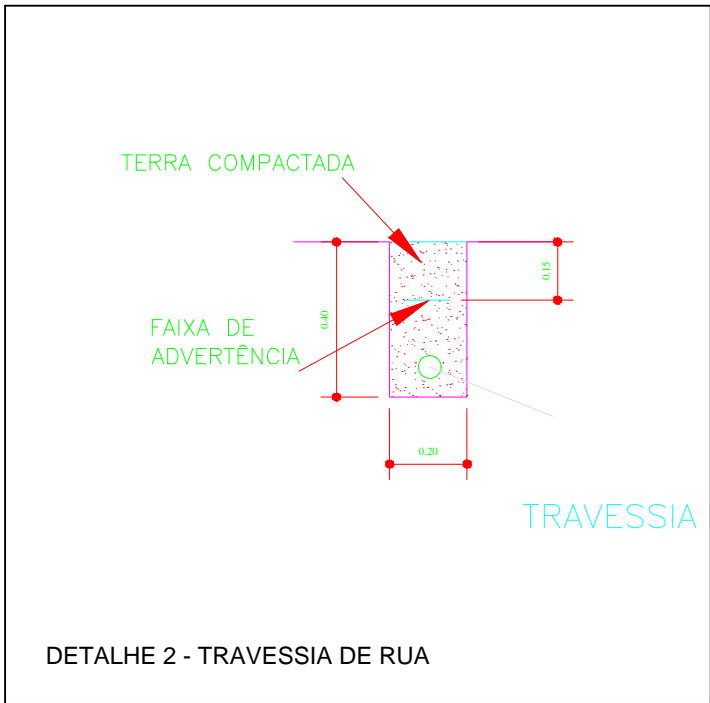 TERRA COMPACTADA
0.15
0.40
FAIXA DE
ADVERTÊNCIA
0.20
TRAVESSIA
DETALHE 2 - TRAVESSIA DE RUA